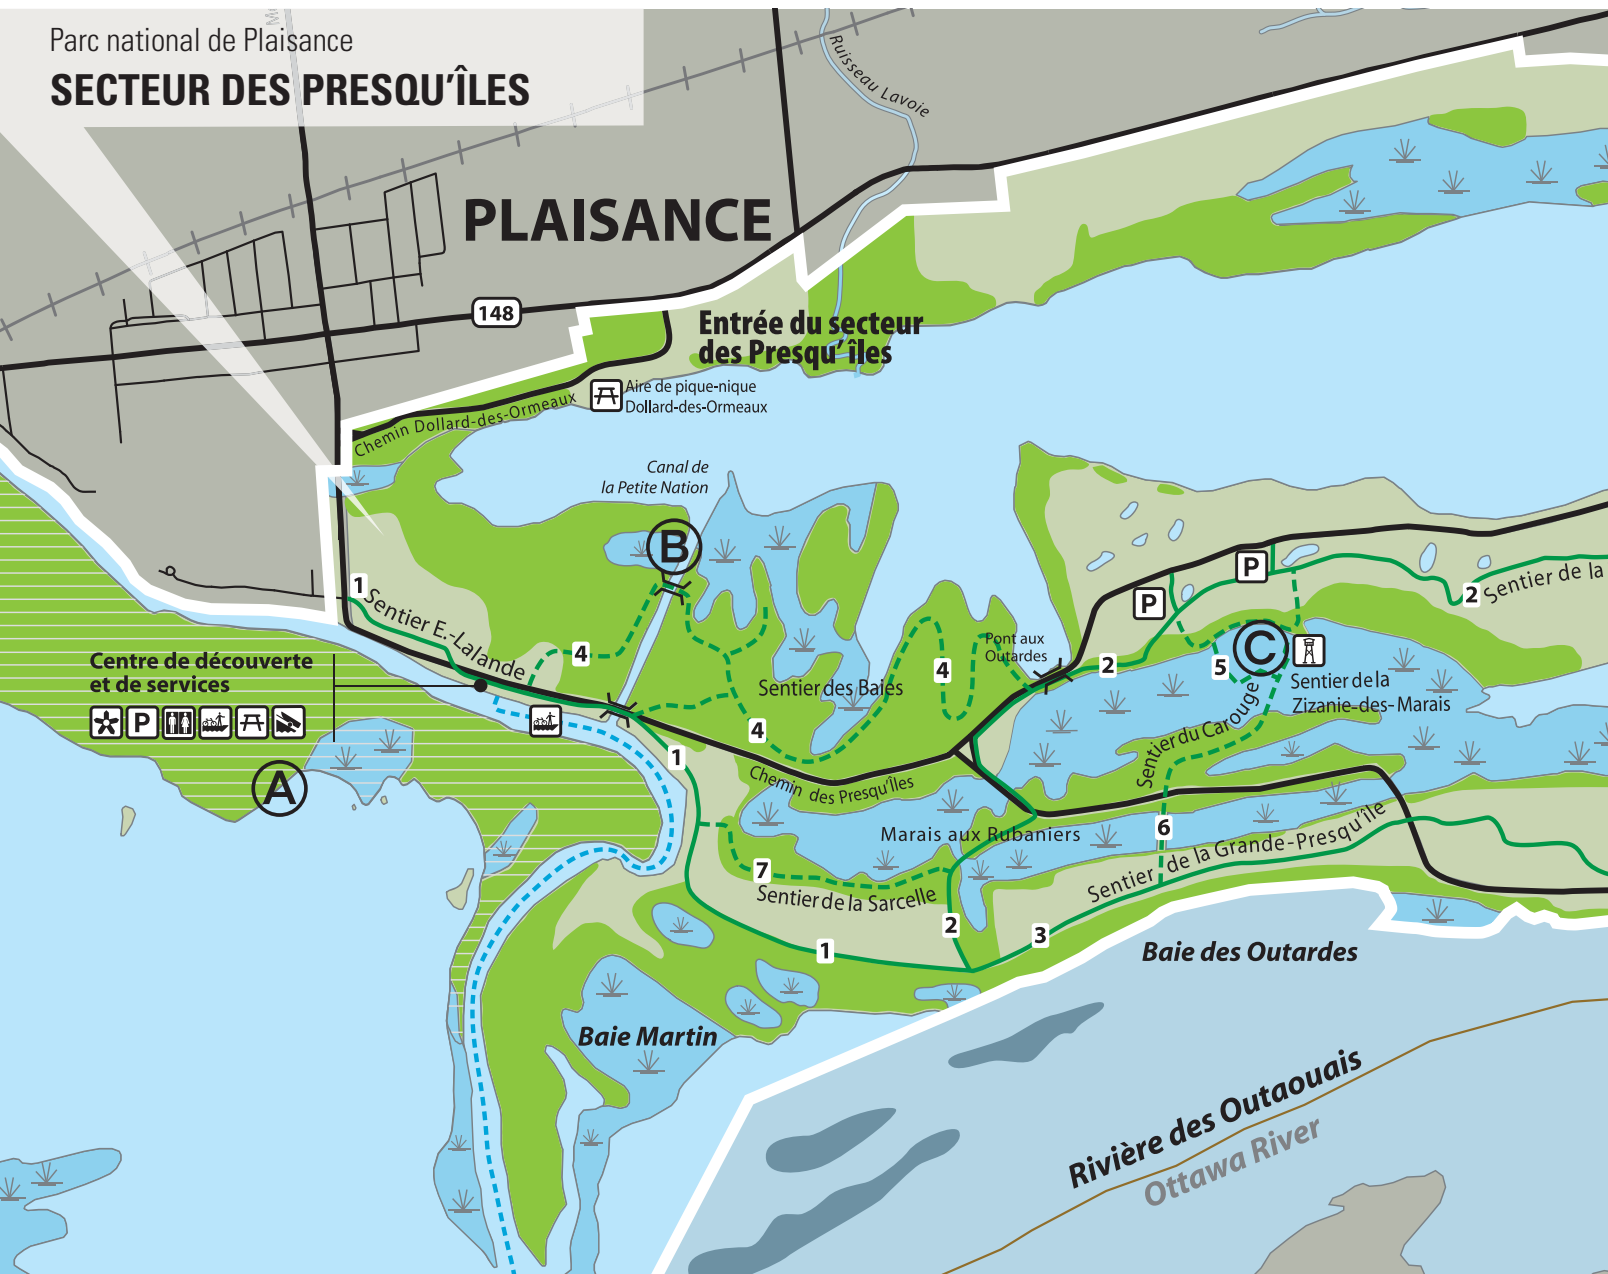 Parc national de Plaisance
SECTEUR DES PRESQU'ÎLES
Ruisseau Lavoie
PLAISANCE
148
Entrée du secteur
des Presqu'îles
Aire de pique-nique
Dollard-des-Ormeaux
Chemin Dollard-des-Ormeaux
Canal de
la Petite Nation
B
P
P
1
Sentier E.-Lalande
2
Sentier de la
4
Pont aux
Outardes
C
Centre de découverte
et de services
P
2
5
4
Sentier de la
Zizanie-des-Marais
Sentier des Baies
Sentier du Carouge
4
1
A
Chemin des Presqu'Îles
Marais aux Rubaniers
6
Sentier de la Grande-Presqu'île
7
Sentier de la Sarcelle
2
3
1
Baie des Outardes
Baie Martin
Rivière des Outaouais
Ottawa River